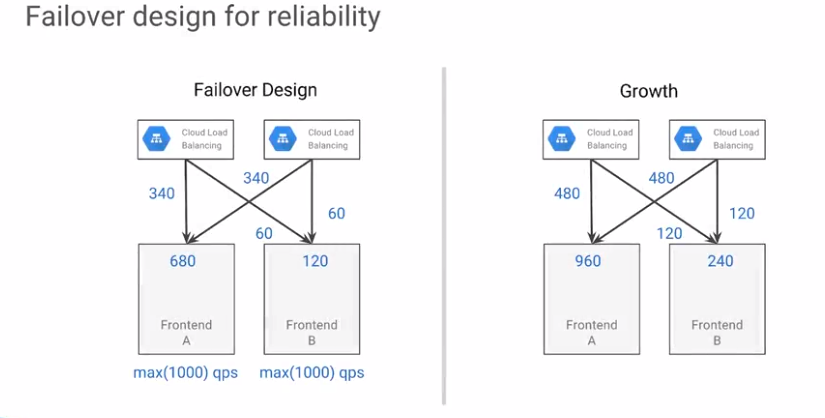 Failover design for reliability
Failover Design
Cloud Load
Balancing
Cloud Load
Balancing
340
340
60
60
680
120
Frontend
A
Frontend
B
max(1000) qps
max(1000) qps
Growth
Cloud Load
Balancing
Cloud Load
Balancing
480
480
120
120
960
240
Frontend
A
Frontend
B